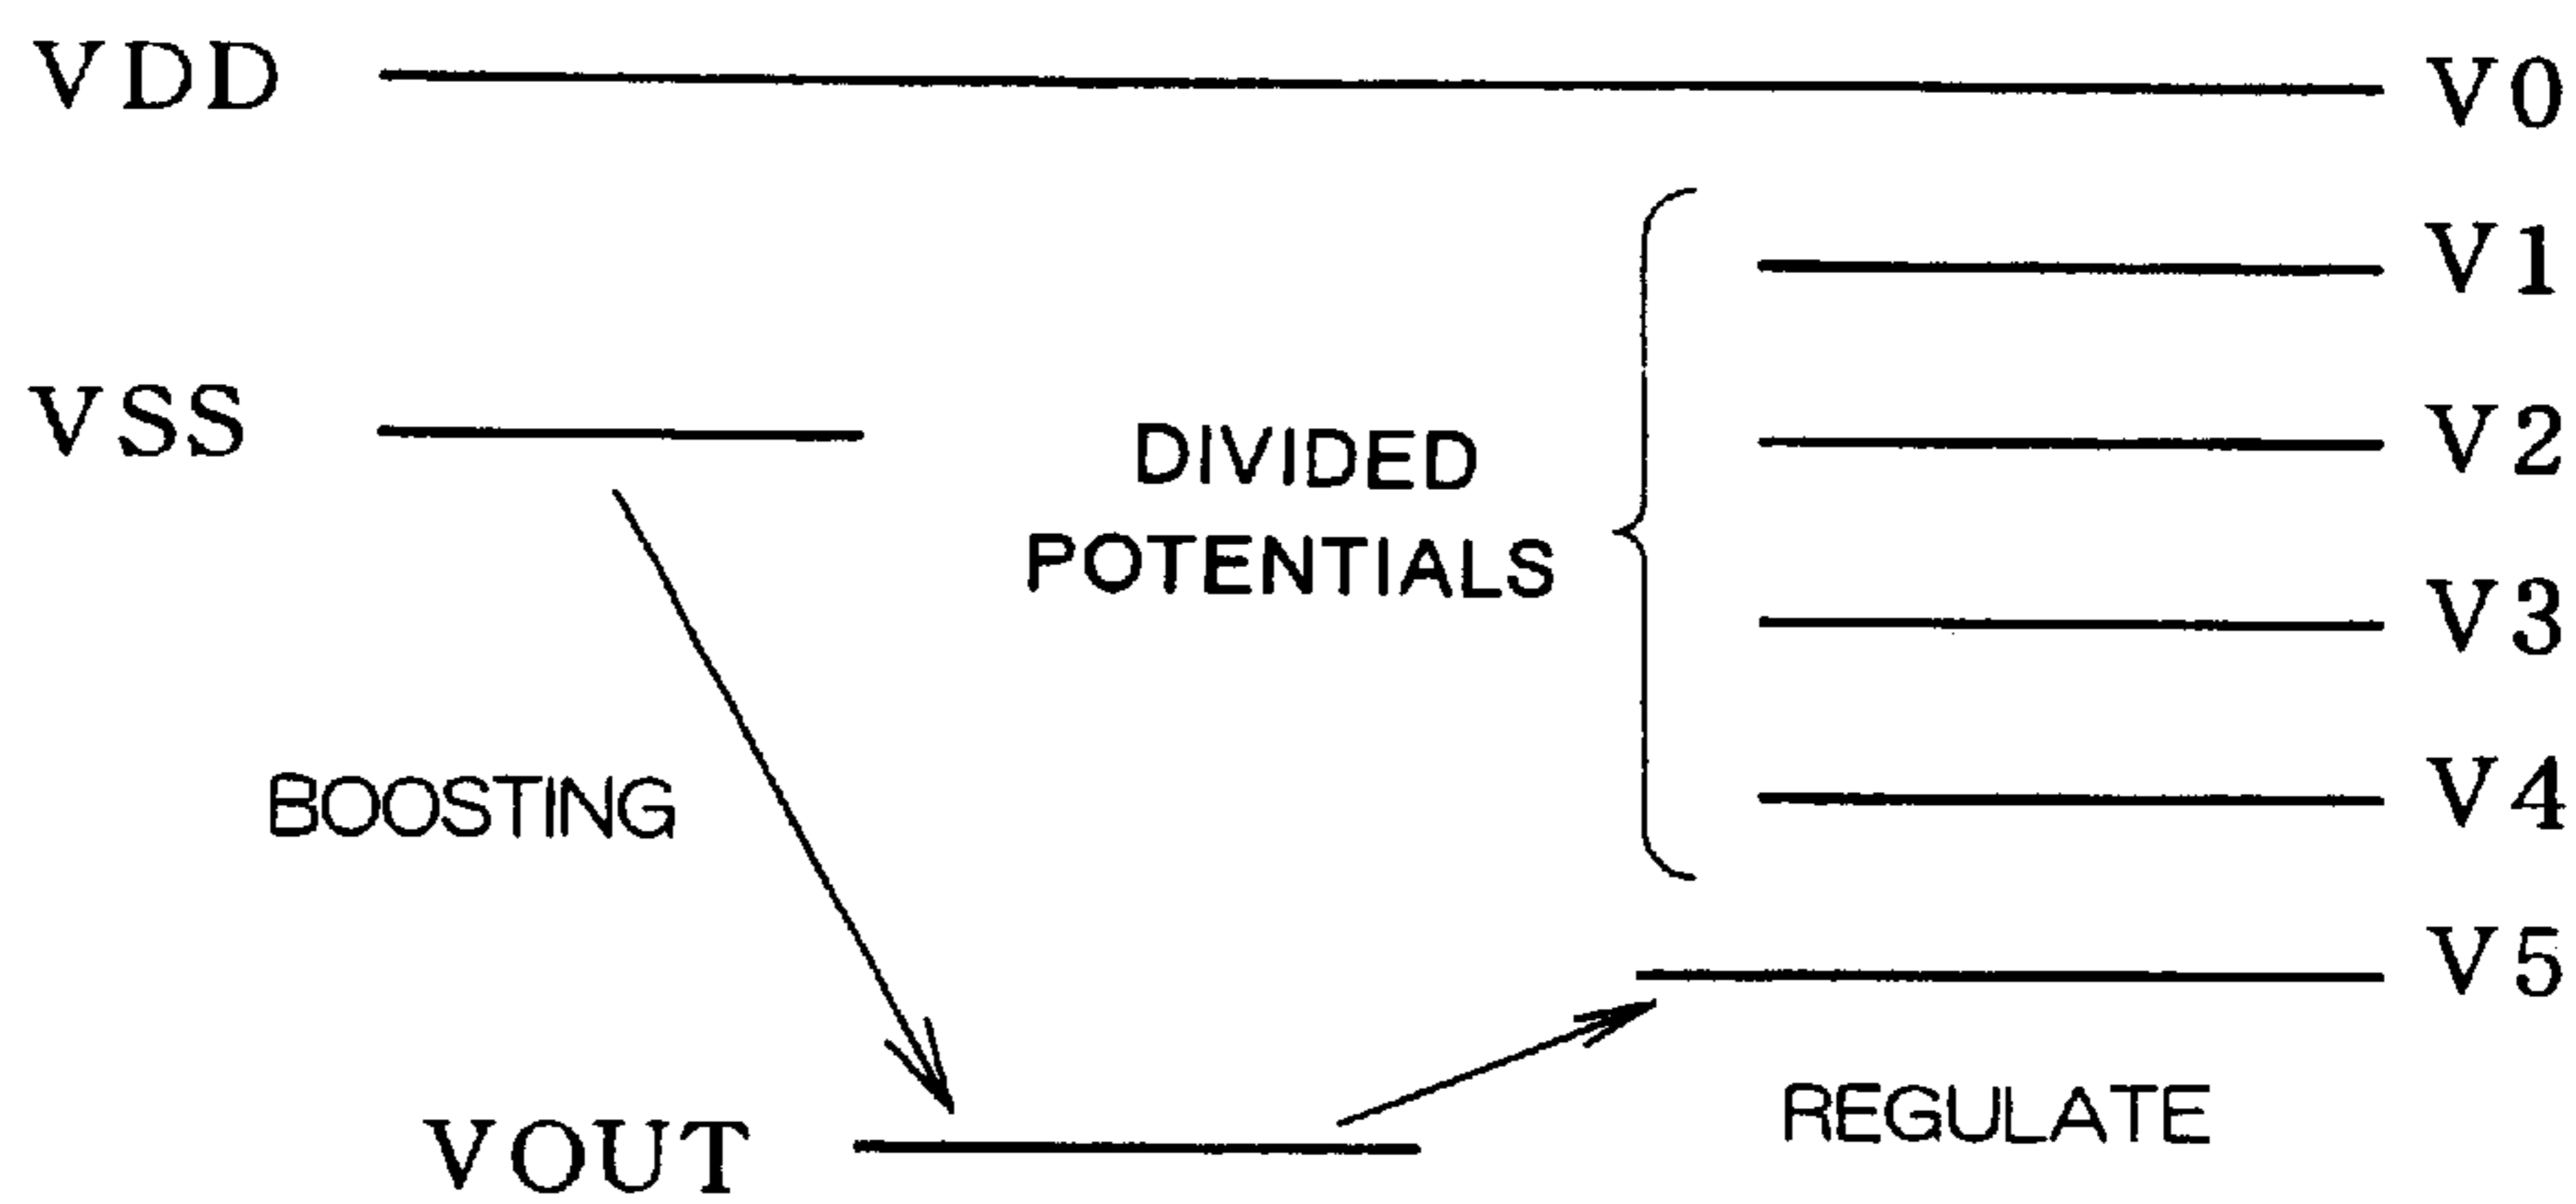 VDD
V0
V1
VSS
DIVIDED
POTENTIALS
V2
V3
BOOSTING
V4
V5
REGULATE
VOUT